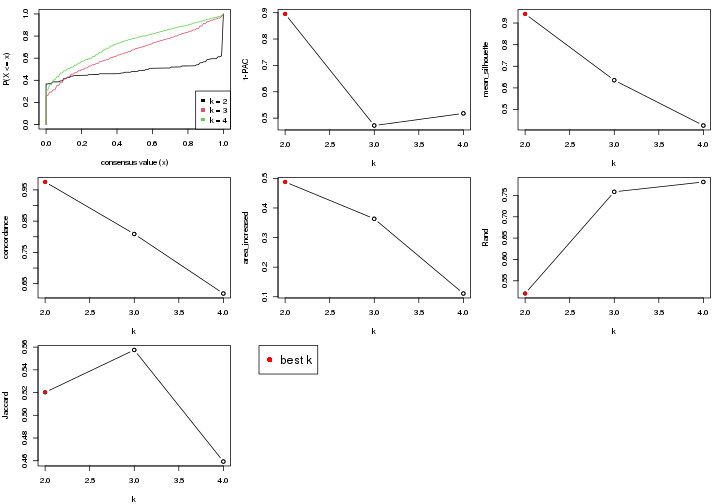 P(X <= x)
0.0 0.2 0.4 0.6 0.8 1.0
0.0 0.2 0.4 0.6 0.8 1.0
consensus value (x)
k = 2
k = 3
k = 4
1-PAC
0.5 0.6 0.7 0.8 0.9
2.0 2.5 3.0 3.5 4.0
k
mean_silhouette
0.5 0.6 0.7 0.8 0.9
2.0 2.5 3.0 3.5 4.0
k
concordance
0.65 0.75 0.85 0.95
2.0 2.5 3.0 3.5 4.0
k
area_increased
0.1 0.2 0.3 0.4 0.5
2.0 2.5 3.0 3.5 4.0
k
Rand
0.55 0.60 0.65 0.70 0.75
2.0 2.5 3.0 3.5 4.0
k
Jaccard
0.46 0.48 0.50 0.52 0.54 0.56
2.0 2.5 3.0 3.5 4.0
k
best k